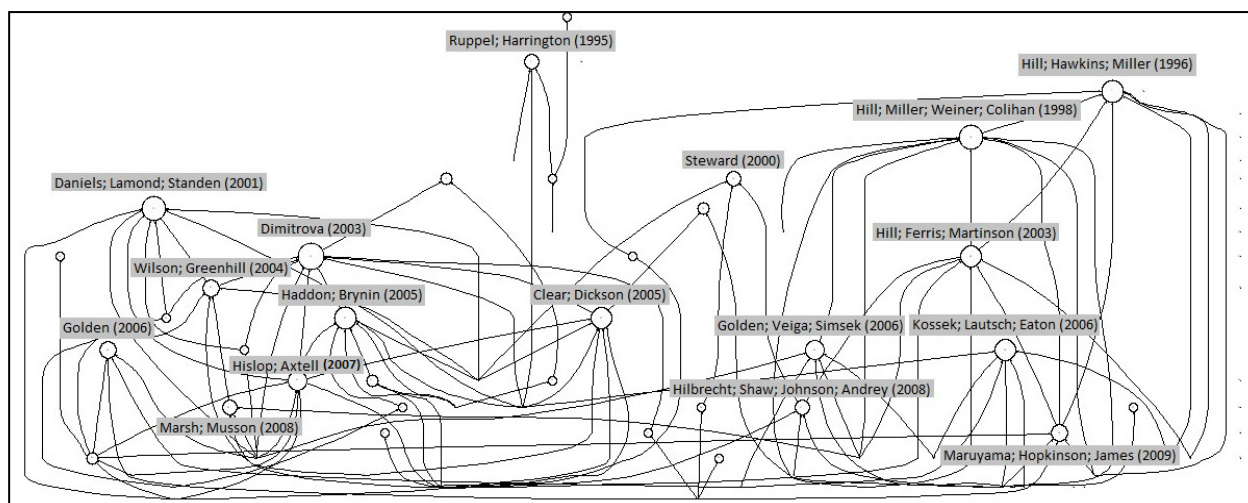 Ruppel; Harrington (1995)
Hill; Hawkins; Miller (1996)
Hill; Miller; Weiner; Colihan (1998)
Steward (2000)
Daniels; Lamond; Standen (2001)
Dimitrova (2003)
Hill; Ferris; Martinson (2003)
Wilson; Greenhill (2004)
Haddon; Brynin (2005)
Clear; Dickson (2005)
Golden (2006)
Golden; Veiga; Simsek (2006)
Kossek; Lautsch; Eaton (2006)
Hislop; Axtell (2007)
Hilbrecht; Shaw; Johnson; Andrey (2008)
Marsh; Musson (2008)
Maruyama; Hopkinson; James (2009)